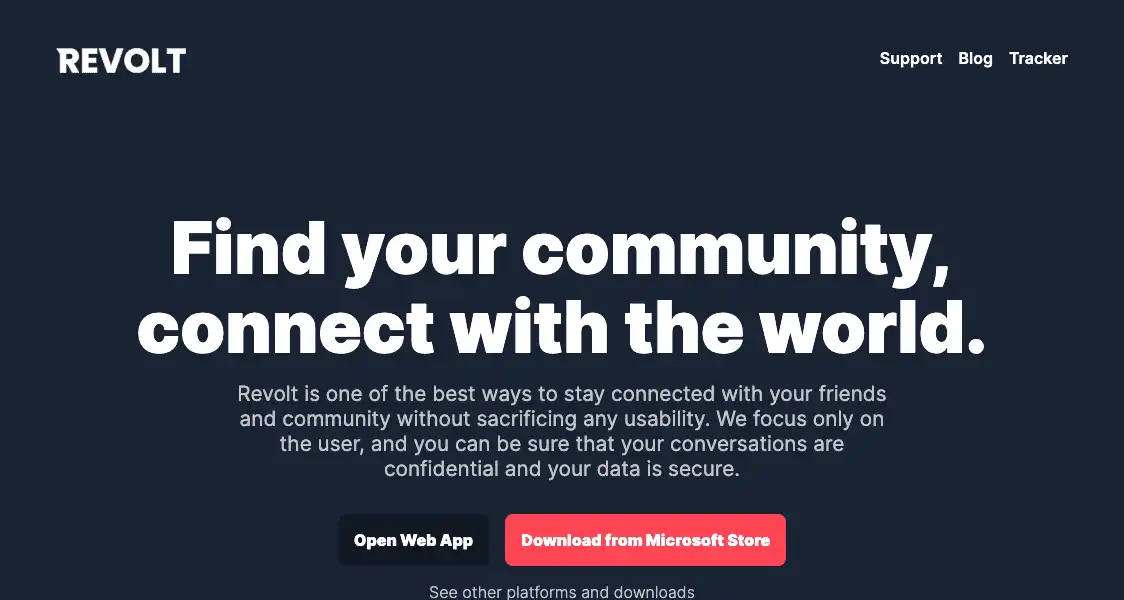 REVOLT
Support Blog Tracker
Find your community,
connect with the world.
Revolt is one of the best ways to stay connected with your friends
and community without sacrificing any usability. We focus only on
the user, and you can be sure that your conversations are
confidential and your data is secure.
Open Web App Download from Microsoft Store
See other platforms and downloads